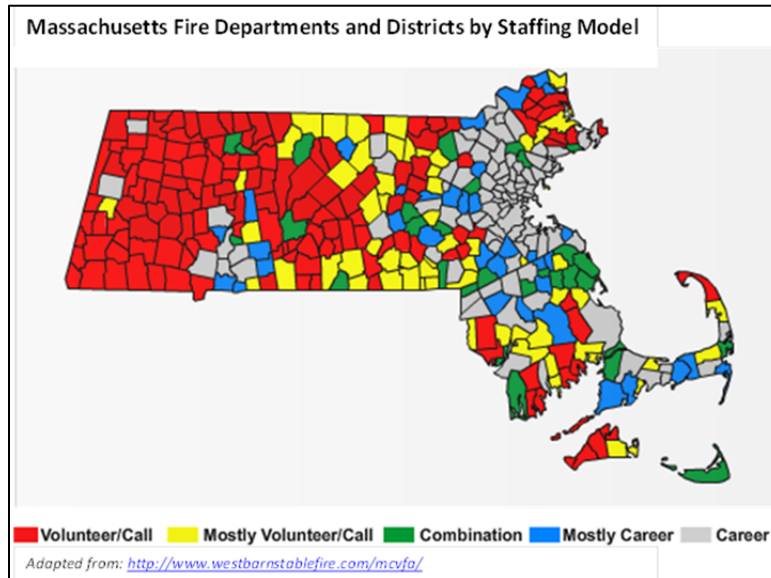 Massachusetts Fire Departments and Districts by Staffing Model
Volunteer/Call Mostly Volunteer/Call Combination Mostly Career Career
Adapted from: http://www.westbarnstablefire.com/mcvfa/